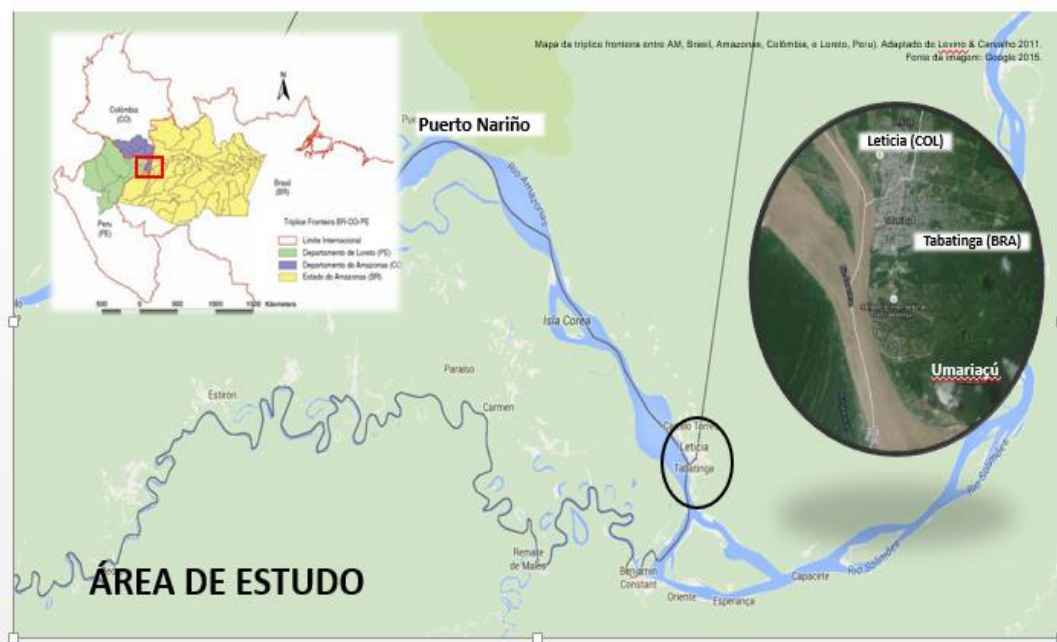 Mapa da tríplice fronteira entre AM, Brasil, Amazonas, Colômbia, e Loreto, Peru). Adaptado de Levino & Carvalho 2011.
Fonte da imagem: Google 2015.
N
Colômbia
(CO)
Brasil
(BR)
Peru
(PE)
Tríplice Fronteira BR-CO-PE
Limite Internacional
Departamento de Loreto (PE)
Departamento do Amazonas (CO
Estado do Amazonas (BR)
500
0
500
1000
1500
Kilometers
Puerto Nariño
Río Amazonas
Leticia (COL)
Tabatinga (BRA)
Umariaçú
Isla Corea
Paraiso
Estiron
Carmen
Leticia
Tabatinga
Remate
de Males
Benjamin
Constant
Oriente
Esperança
Capacete
Rio Solimões
Rio Solimões
ÁREA DE ESTUDO